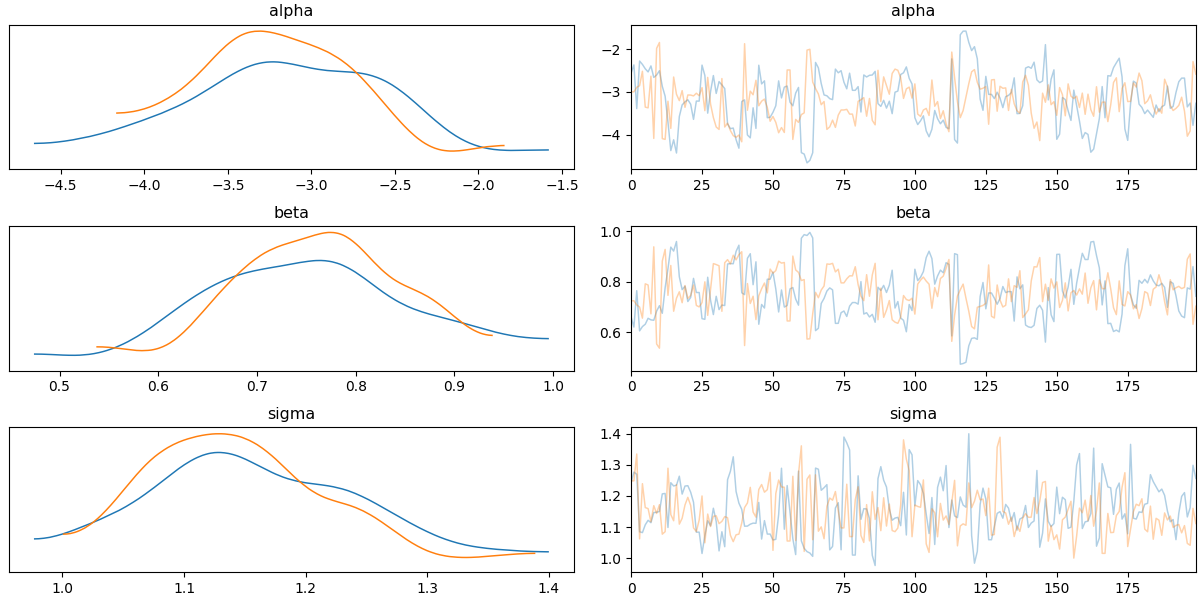 alpha alpha
−2
−3
−4
−4.5 −4.0 −3.5 −3.0 −2.5 −2.0 −1.5 0 25 50 75 100 125 150 175
beta beta
1.0
0.8
0.6
0.5 0.6 0.7 0.8 0.9 1.0 0 25 50 75 100 125 150 175
sigma sigma
1.4
1.3
1.2
1.1
1.0
1.0 1.1 1.2 1.3 1.4 0 25 50 75 100 125 150 175